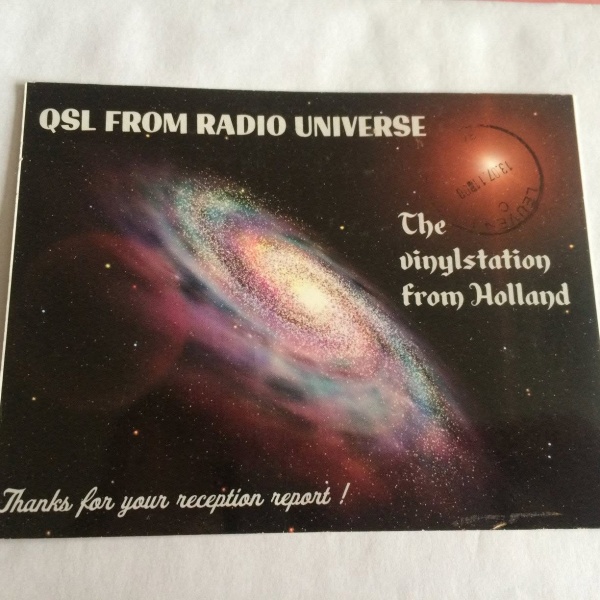 QSL FROM RADIO UNIVERSE
The
vinylstation
from Holland
Thanks for your reception report !